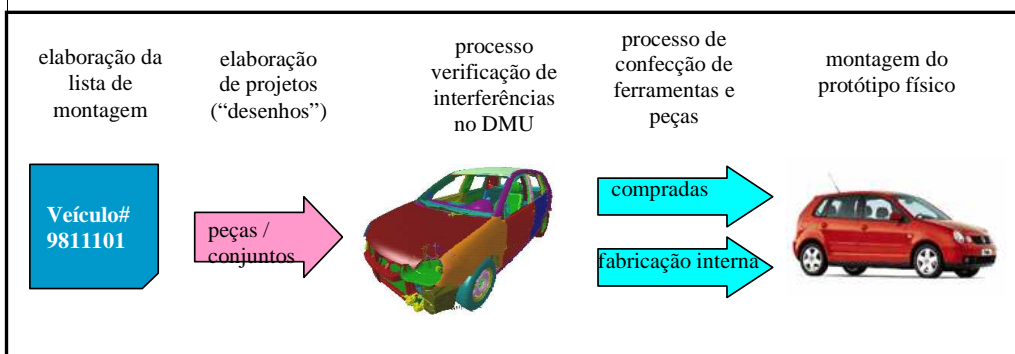 elaboração da
lista de
montagem
elaboração
de projetos
(“desenhos”)
processo
verificação de
interferências
no DMU
processo de
confecção de
ferramentas e
peças
montagem do
protótipo físico
Veículo#
9811101
peças /
conjuntos
compradas
fabricação interna